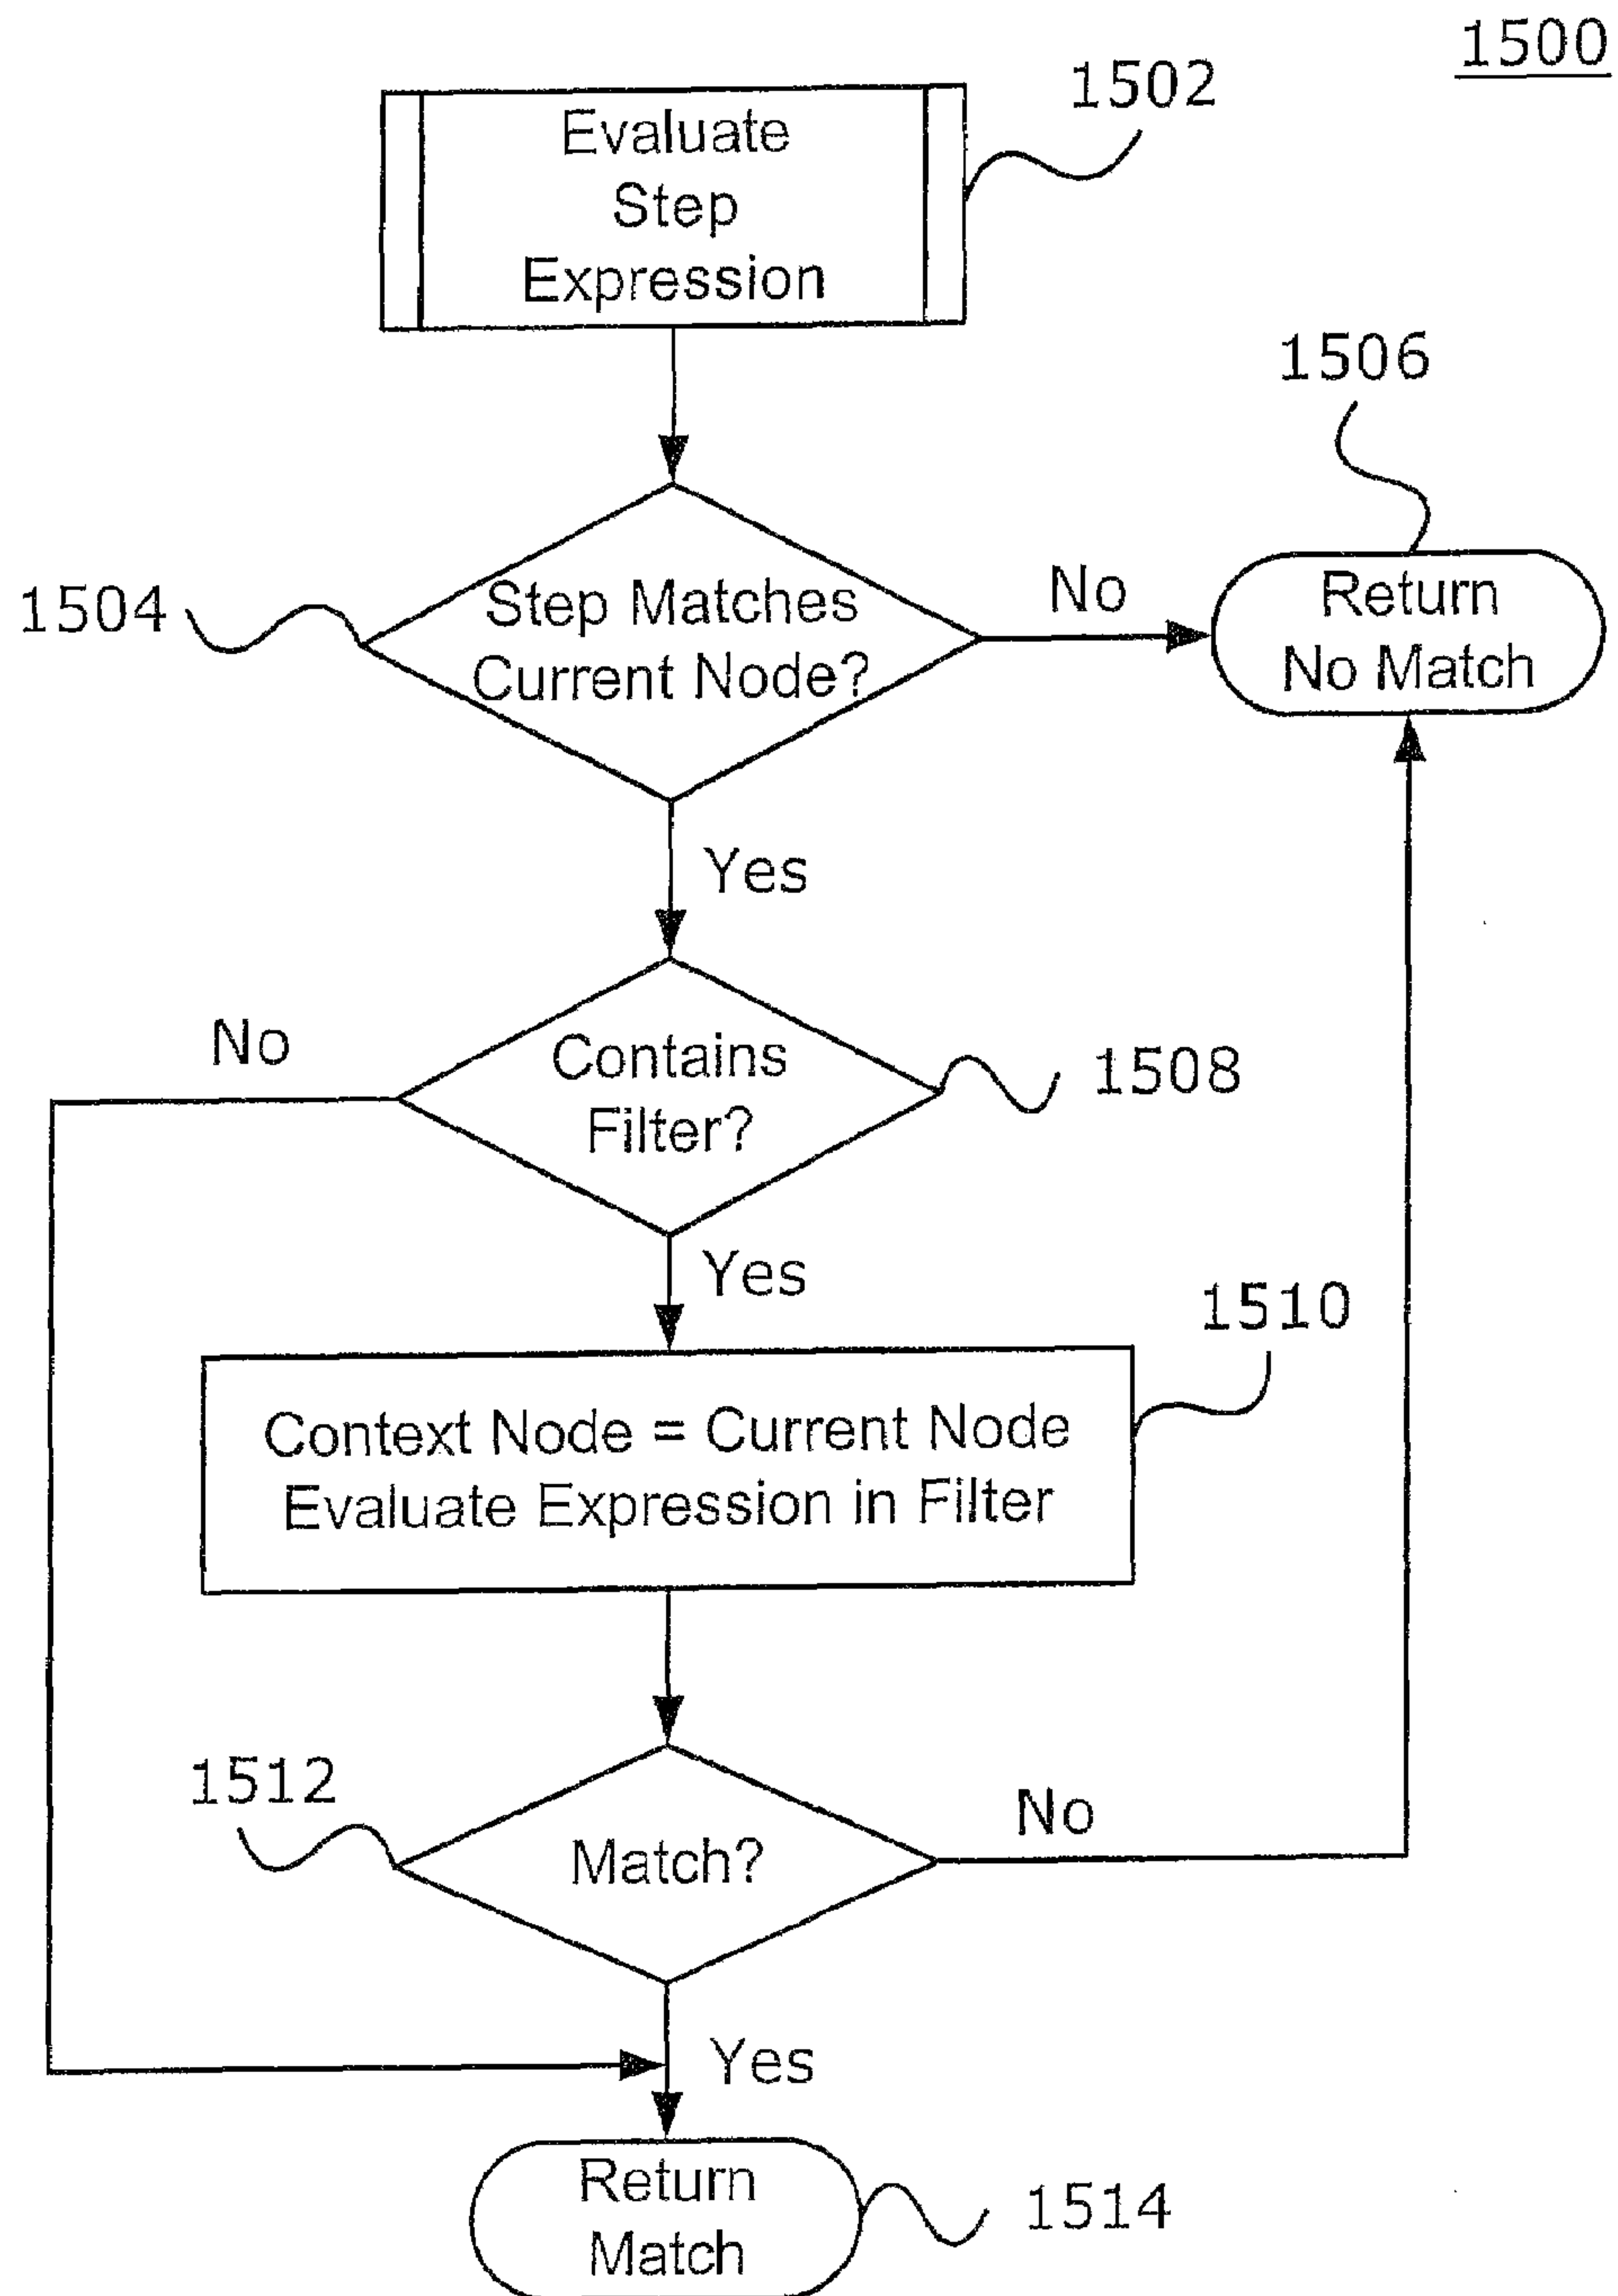 1500
1502
Evaluate
Step
Expression
1506
1504
Step Matches
Current Node?
No
Return
No Match
Yes
No
Contains
Filter?
1508
Yes
1510
Context Node = Current Node
Evaluate Expression in Filter
1512
Match?
No
Yes
Return
Match
1514